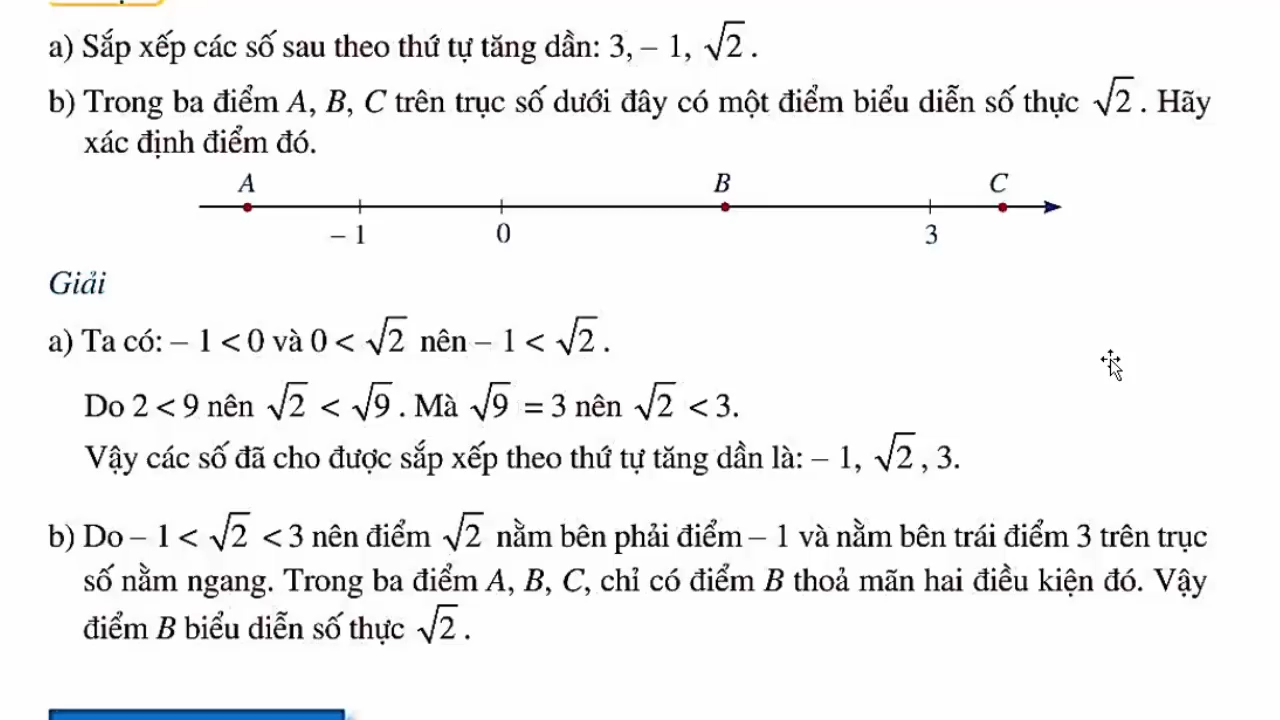 a) Sắp xếp các số sau theo thứ tự tăng dần: 3, – 1, √2.
b) Trong ba điểm A, B, C trên trục số dưới đây có một điểm biểu diễn số thực √2. Hãy
xác định điểm đó.
A B C
– 1 0 3
Giải
a) Ta có: – 1 < 0 và 0 < √2 nên – 1 < √2.
Do 2 < 9 nên √2 < √9. Mà √9 = 3 nên √2 < 3.
Vậy các số đã cho được sắp xếp theo thứ tự tăng dần là: – 1, √2, 3.
b) Do – 1 < √2 < 3 nên điểm √2 nằm bên phải điểm – 1 và nằm bên trái điểm 3 trên trục
số nằm ngang. Trong ba điểm A, B, C, chỉ có điểm B thoả mãn hai điều kiện đó. Vậy
điểm B biểu diễn số thực √2.